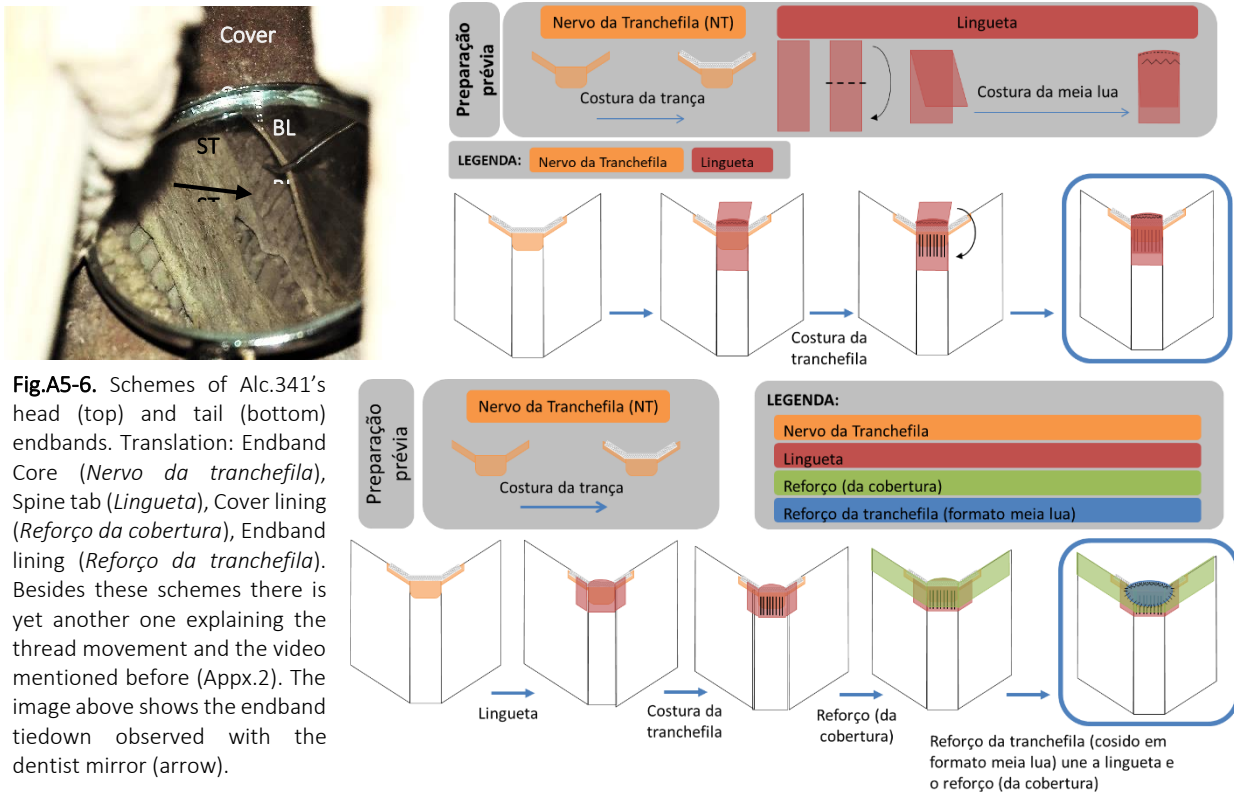 Cover
BL
ST
Fig.A5-6. Schemes of Alc.341's
head (top) and tail (bottom)
endbands. Translation: Endband
Core (Nervo da tranchefila),
Spine tab (Lingueta), Cover lining
(Reforço da cobertura), Endband
lining (Reforço da tranchefila).
Besides these schemes there is
yet another one explaining the
thread movement and the video
mentioned before (Appx.2). The
image above shows the endband
tiedown observed with the
dentist mirror (arrow).
Preparação
prévia
Nervo da Tranchefila (NT)
Costura da trança
Lingueta
Costura da meia lua
LEGENDA:
Nervo da Tranchefila
Lingueta
Costura da
tranchefila
Preparação
prévia
Nervo da Tranchefila (NT)
Costura da trança
LEGENDA:
Nervo da Tranchefila
Lingueta
Reforço (da cobertura)
Reforço da tranchefila (formato meia lua)
Lingueta
Costura da
tranchefila
Reforço (da
cobertura)
Reforço da tranchefila (cosido em
formato meia lua) une a lingueta e
o reforço (da cobertura)